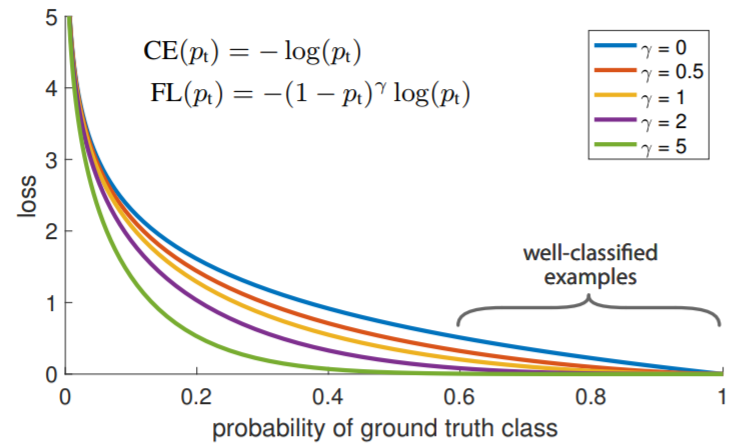 5
4
3
2
1
0
loss
CE(pₜ) = − log(pₜ)
FL(pₜ) = −(1 − pₜ)^γ log(pₜ)
γ = 0
γ = 0.5
γ = 1
γ = 2
γ = 5
well-classified
examples
0 0.2 0.4 0.6 0.8 1
probability of ground truth class